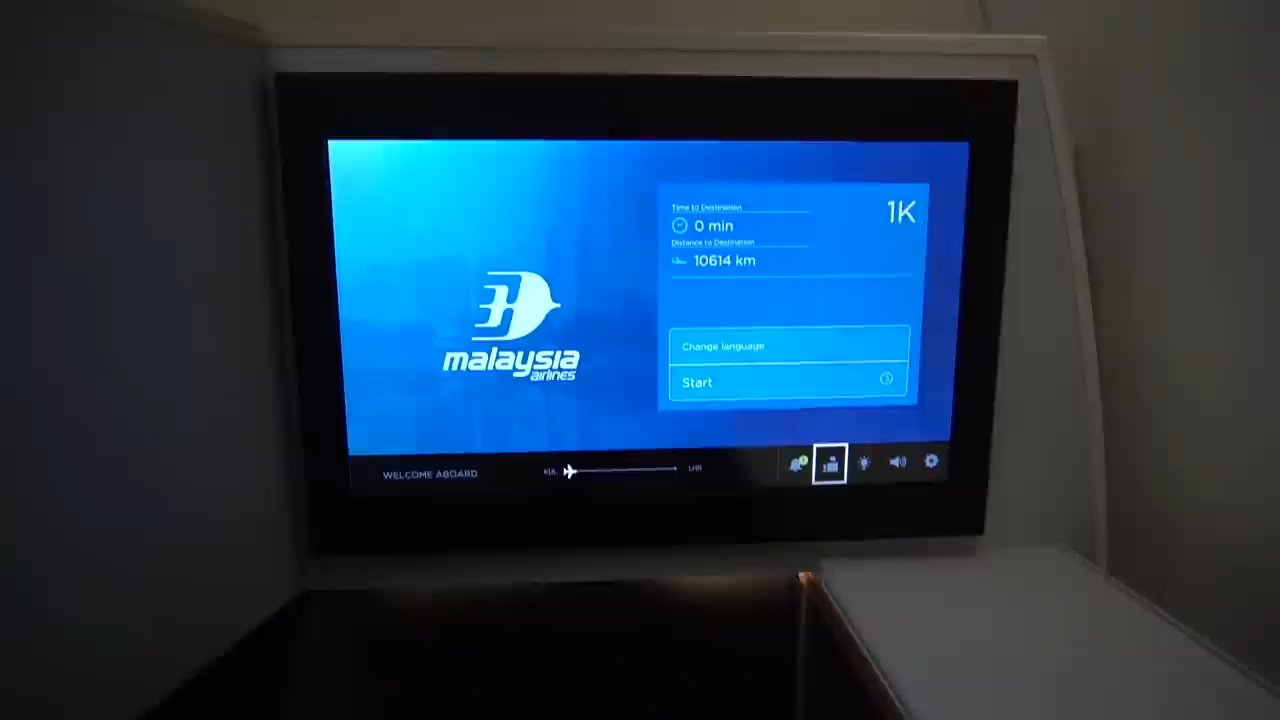 Time to Destination
1K
0 min
Distance to Destination
10614 km
malaysia
airlines
Change language
Start
WELCOME ABOARD
KUL
LHR